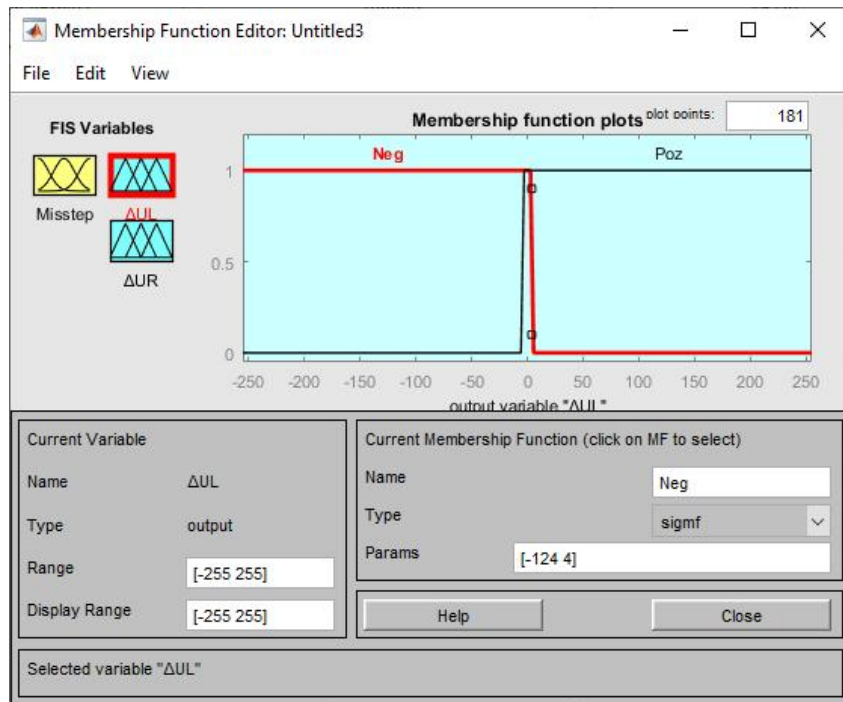 Membership Function Editor: Untitled3
File Edit View
FIS Variables
Membership function plots
plot points:
181
Neg
Poz
1
0.5
0
Misstep
ΔUL
ΔUR
-250 -200 -150 -100 -50 0 50 100 150 200 250
output variable "ΔUL"
Current Variable
Name ΔUL
Type output
Range [-255 255]
Display Range [-255 255]
Current Membership Function (click on MF to select)
Name Neg
Type sigmf
Params [-124 4]
Help Close
Selected variable "ΔUL"